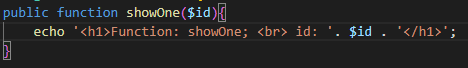 public function showOne($id){
    echo '<h1>Function: showOne; <br> id: '. $id . '</h1>';
}